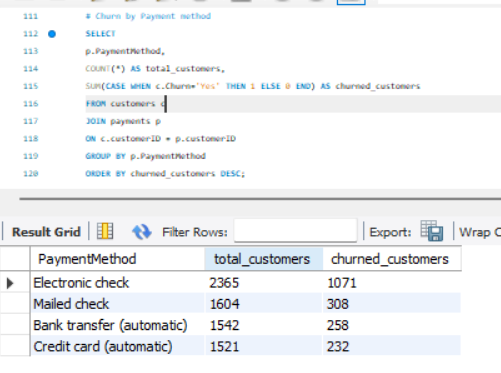 111 # Churn by Payment method
112 SELECT
113 p.PaymentMethod,
114 COUNT(*) AS total_customers,
115 SUM(CASE WHEN c.Churn='Yes' THEN 1 ELSE 0 END) AS churned_customers
116 FROM customers c
117 JOIN payments p
118 ON c.customerID = p.customerID
119 GROUP BY p.PaymentMethod
120 ORDER BY churned_customers DESC;
Result Grid Filter Rows: Export: Wrap C
PaymentMethod total_customers churned_customers
Electronic check 2365 1071
Mailed check 1604 308
Bank transfer (automatic) 1542 258
Credit card (automatic) 1521 232